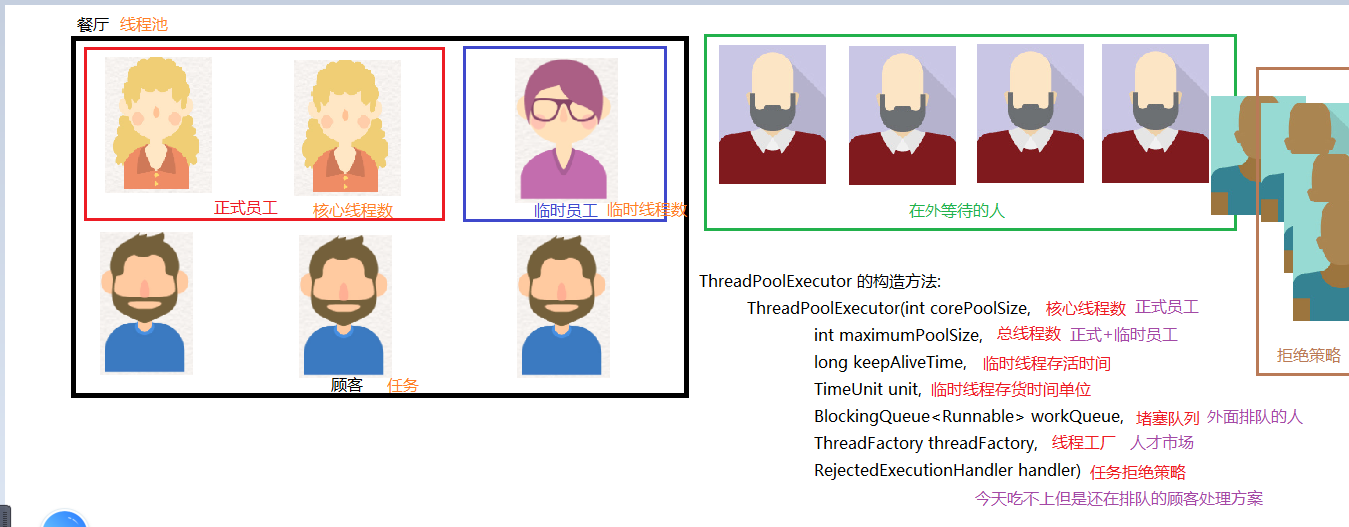 餐厅 线程池
正式员工 核心线程数
临时员工 临时线程数
顾客 任务
在外等待的人
拒绝策略
ThreadPoolExecutor 的构造方法:
ThreadPoolExecutor(int corePoolSize, 核心线程数 正式员工
int maximumPoolSize, 总线程数 正式+临时员工
long keepAliveTime, 临时线程存活时间
TimeUnit unit, 临时线程存货时间单位
BlockingQueue<Runnable> workQueue, 堵塞队列 外面排队的人
ThreadFactory threadFactory, 线程工厂 人才市场
RejectedExecutionHandler handler) 任务拒绝策略
今天吃不上但是还在排队的顾客处理方案